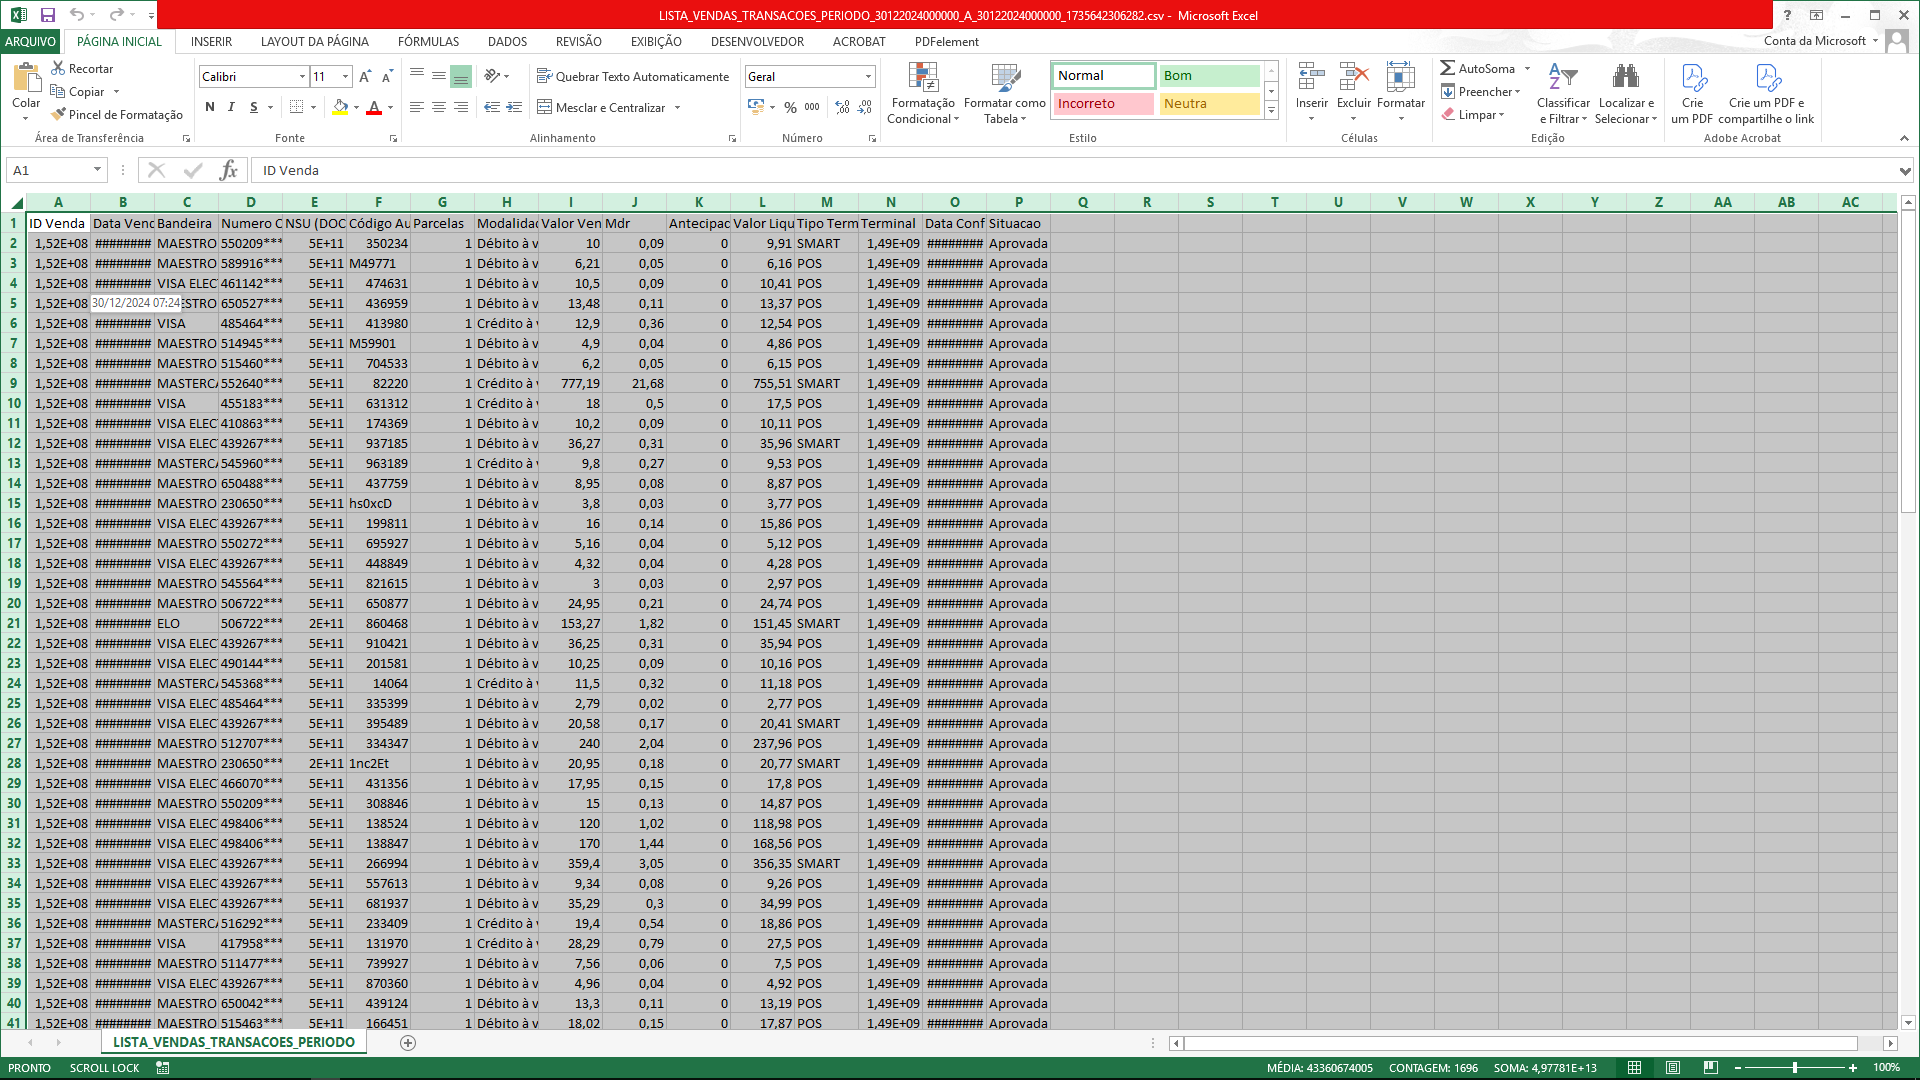 LISTA_VENDAS_TRANSACOES_PERIODO_30122024000000_A_30122024000000_1735642306282.csv - Microsoft Excel
ARQUIVO PÁGINA INICIAL INSERIR LAYOUT DA PÁGINA FÓRMULAS DADOS REVISÃO EXIBIÇÃO DESENVOLVEDOR ACROBAT PDFelement Conta da Microsoft
Colar
Recortar
Copiar
Pincel de Formatação
Área de Transferência
Calibri 11
N I S
Fonte
Quebrar Texto Automaticamente
Mesclar e Centralizar
Alinhamento
Geral
% 000
Número
Formatação Condicional
Formatar como Tabela
Normal Bom
Incorreto Neutra
Estilo
Inserir Excluir Formatar
Células
AutoSoma
Preencher
Limpar
Classificar e Filtrar
Localizar e Selecionar
Edição
Crie um PDF
Crie um PDF e compartilhe o link
Adobe Acrobat
A1 fx ID Venda
A B C D E F G H I J K L M N O P Q R S T U V W X Y Z AA AB AC
1 ID Venda Data Venc Bandeira Numero C NSU (DOC Código Au Parcelas Modalidad Valor Ven Mdr Antecipac Valor Liqu Tipo Term Terminal Data Conf Situacao
2 1,52E+08 ######## MAESTRO 550209*** 5E+11 350234 1 Débito à v 10 0,09 0 9,91 SMART 1,49E+09 ######## Aprovada
3 1,52E+08 ######## MAESTRO 589916*** 5E+11 M49771 1 Débito à v 6,21 0,05 0 6,16 POS 1,49E+09 ######## Aprovada
4 1,52E+08 ######## VISA ELEC 461142*** 5E+11 474631 1 Débito à v 10,5 0,09 0 10,41 POS 1,49E+09 ######## Aprovada
5 1,52E+08 30/12/2024 07:24 ESTRO 650527*** 5E+11 436959 1 Débito à v 13,48 0,11 0 13,37 POS 1,49E+09 ######## Aprovada
6 1,52E+08 ######## VISA 485464*** 5E+11 413980 1 Crédito à v 12,9 0,36 0 12,54 POS 1,49E+09 ######## Aprovada
7 1,52E+08 ######## MAESTRO 514945*** 5E+11 M59901 1 Débito à v 4,9 0,04 0 4,86 POS 1,49E+09 ######## Aprovada
8 1,52E+08 ######## MAESTRO 515460*** 5E+11 704533 1 Débito à v 6,2 0,05 0 6,15 POS 1,49E+09 ######## Aprovada
9 1,52E+08 ######## MASTERCA 552640*** 5E+11 82220 1 Crédito à v 777,19 21,68 0 755,51 SMART 1,49E+09 ######## Aprovada
10 1,52E+08 ######## VISA 455183*** 5E+11 631312 1 Crédito à v 18 0,5 0 17,5 POS 1,49E+09 ######## Aprovada
11 1,52E+08 ######## VISA ELEC 410863*** 5E+11 174369 1 Débito à v 10,2 0,09 0 10,11 POS 1,49E+09 ######## Aprovada
12 1,52E+08 ######## VISA ELEC 439267*** 5E+11 937185 1 Débito à v 36,27 0,31 0 35,96 SMART 1,49E+09 ######## Aprovada
13 1,52E+08 ######## MASTERCA 545960*** 5E+11 963189 1 Crédito à v 9,8 0,27 0 9,53 POS 1,49E+09 ######## Aprovada
14 1,52E+08 ######## MAESTRO 650488*** 5E+11 437759 1 Débito à v 8,95 0,08 0 8,87 POS 1,49E+09 ######## Aprovada
15 1,52E+08 ######## MAESTRO 230650*** 5E+11 hs0xcD 1 Débito à v 3,8 0,03 0 3,77 POS 1,49E+09 ######## Aprovada
16 1,52E+08 ######## VISA ELEC 439267*** 5E+11 199811 1 Débito à v 16 0,14 0 15,86 POS 1,49E+09 ######## Aprovada
17 1,52E+08 ######## MAESTRO 550272*** 5E+11 695927 1 Débito à v 5,16 0,04 0 5,12 POS 1,49E+09 ######## Aprovada
18 1,52E+08 ######## VISA ELEC 439267*** 5E+11 448849 1 Débito à v 4,32 0,04 0 4,28 POS 1,49E+09 ######## Aprovada
19 1,52E+08 ######## MAESTRO 545564*** 5E+11 821615 1 Débito à v 3 0,03 0 2,97 POS 1,49E+09 ######## Aprovada
20 1,52E+08 ######## MAESTRO 506722*** 5E+11 650877 1 Débito à v 24,95 0,21 0 24,74 POS 1,49E+09 ######## Aprovada
21 1,52E+08 ######## ELO 506722*** 2E+11 860468 1 Débito à v 153,27 1,82 0 151,45 SMART 1,49E+09 ######## Aprovada
22 1,52E+08 ######## VISA ELEC 439267*** 5E+11 910421 1 Débito à v 36,25 0,31 0 35,94 POS 1,49E+09 ######## Aprovada
23 1,52E+08 ######## VISA ELEC 490144*** 5E+11 201581 1 Débito à v 10,25 0,09 0 10,16 POS 1,49E+09 ######## Aprovada
24 1,52E+08 ######## MASTERCA 545368*** 5E+11 14064 1 Crédito à v 11,5 0,32 0 11,18 POS 1,49E+09 ######## Aprovada
25 1,52E+08 ######## VISA ELEC 485464*** 5E+11 335399 1 Débito à v 2,79 0,02 0 2,77 POS 1,49E+09 ######## Aprovada
26 1,52E+08 ######## VISA ELEC 439267*** 5E+11 395489 1 Débito à v 20,58 0,17 0 20,41 SMART 1,49E+09 ######## Aprovada
27 1,52E+08 ######## MAESTRO 512707*** 5E+11 334347 1 Débito à v 240 2,04 0 237,96 POS 1,49E+09 ######## Aprovada
28 1,52E+08 ######## MAESTRO 230650*** 2E+11 1nc2Et 1 Débito à v 20,95 0,18 0 20,77 SMART 1,49E+09 ######## Aprovada
29 1,52E+08 ######## VISA ELEC 466070*** 5E+11 431356 1 Débito à v 17,95 0,15 0 17,8 POS 1,49E+09 ######## Aprovada
30 1,52E+08 ######## MAESTRO 550209*** 5E+11 308846 1 Débito à v 15 0,13 0 14,87 POS 1,49E+09 ######## Aprovada
31 1,52E+08 ######## VISA ELEC 498406*** 5E+11 138524 1 Débito à v 120 1,02 0 118,98 POS 1,49E+09 ######## Aprovada
32 1,52E+08 ######## VISA ELEC 498406*** 5E+11 138847 1 Débito à v 170 1,44 0 168,56 POS 1,49E+09 ######## Aprovada
33 1,52E+08 ######## VISA ELEC 439267*** 5E+11 266994 1 Débito à v 359,4 3,05 0 356,35 SMART 1,49E+09 ######## Aprovada
34 1,52E+08 ######## VISA ELEC 439267*** 5E+11 557613 1 Débito à v 9,34 0,08 0 9,26 POS 1,49E+09 ######## Aprovada
35 1,52E+08 ######## VISA ELEC 439267*** 5E+11 681937 1 Débito à v 35,29 0,3 0 34,99 POS 1,49E+09 ######## Aprovada
36 1,52E+08 ######## MASTERCA 516292*** 5E+11 233409 1 Crédito à v 19,4 0,54 0 18,86 POS 1,49E+09 ######## Aprovada
37 1,52E+08 ######## VISA 417958*** 5E+11 131970 1 Crédito à v 28,29 0,79 0 27,5 POS 1,49E+09 ######## Aprovada
38 1,52E+08 ######## MAESTRO 511477*** 5E+11 739927 1 Débito à v 7,56 0,06 0 7,5 POS 1,49E+09 ######## Aprovada
39 1,52E+08 ######## VISA ELEC 439267*** 5E+11 870360 1 Débito à v 4,96 0,04 0 4,92 POS 1,49E+09 ######## Aprovada
40 1,52E+08 ######## MAESTRO 650042*** 5E+11 439124 1 Débito à v 13,3 0,11 0 13,19 POS 1,49E+09 ######## Aprovada
41 1,52E+08 ######## MAESTRO 515463*** 5E+11 166451 1 Débito à v 18,02 0,15 0 17,87 POS 1,49E+09 ######## Aprovada
LISTA_VENDAS_TRANSACOES_PERIODO
PRONTO SCROLL LOCK MÉDIA: 43360674005 CONTAGEM: 1696 SOMA: 4,97781E+13 100%